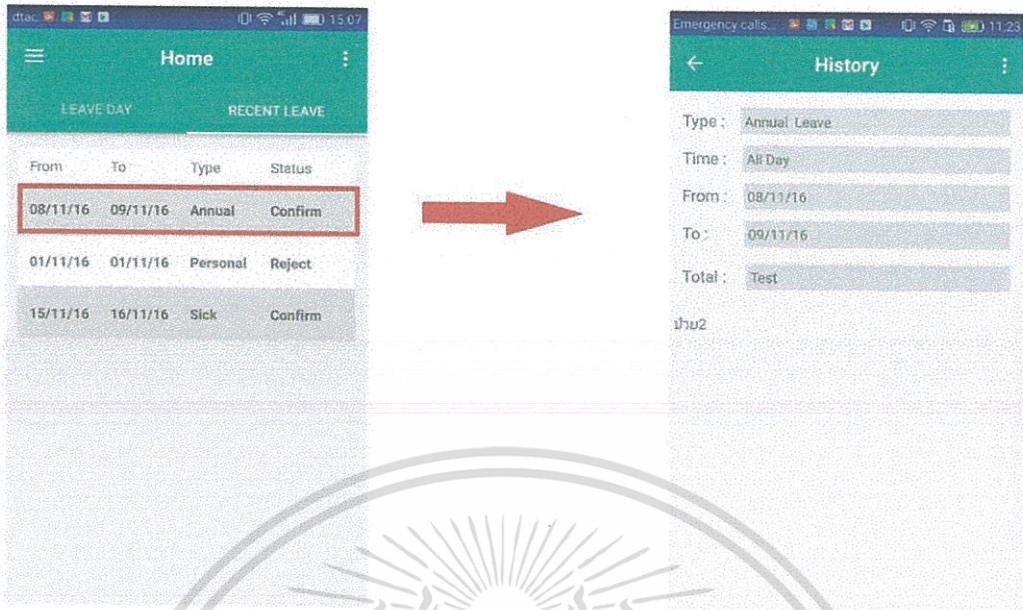 dtac 15:07
Home
LEAVE DAY RECENT LEAVE
From To Type Status
08/11/16 09/11/16 Annual Confirm
01/11/16 01/11/16 Personal Reject
15/11/16 16/11/16 Sick Confirm
Emergency calls... 11:23
History
Type : Annual Leave
Time : All Day
From : 08/11/16
To : 09/11/16
Total : Test
ป่วย2